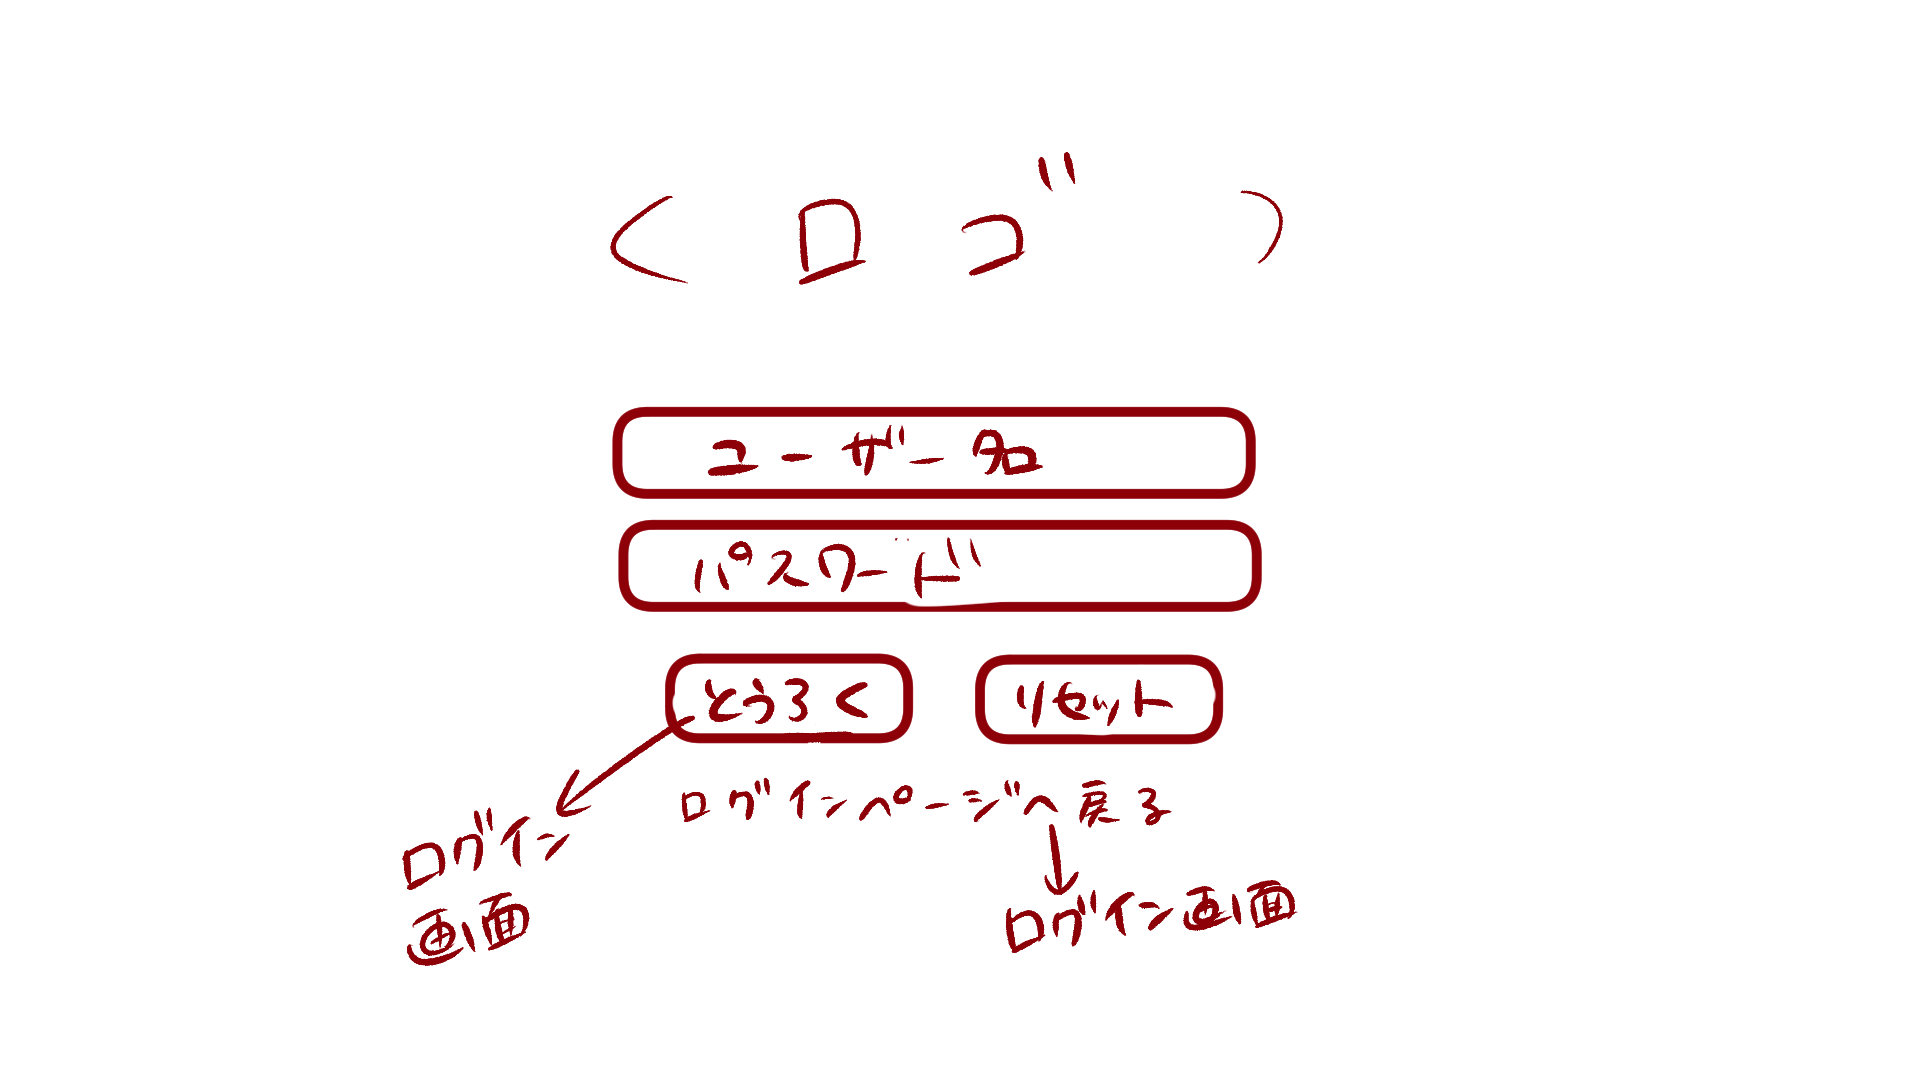 < ロゴ )
ユーザー名
パスワード
とうろく
リセット
ログインページへ戻る
ログイン
画面
ログイン画面